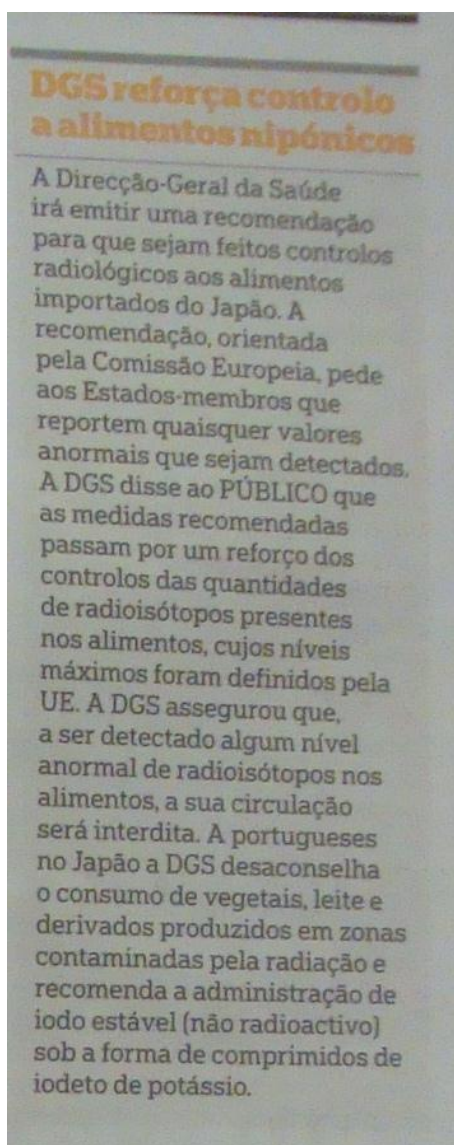 DGS reforça controlo
a alimentos nipónicos
A Direcção-Geral da Saúde
irá emitir uma recomendação
para que sejam feitos controlos
radiológicos aos alimentos
importados do Japão. A
recomendação, orientada
pela Comissão Europeia, pede
aos Estados-membros que
reportem quaisquer valores
anormais que sejam detectados.
A DGS disse ao PÚBLICO que
as medidas recomendadas
passam por um reforço dos
controlos das quantidades
de radioisótopos presentes
nos alimentos, cujos níveis
máximos foram definidos pela
UE. A DGS assegurou que,
a ser detectado algum nível
anormal de radioisótopos nos
alimentos, a sua circulação
será interdita. A portugueses
no Japão a DGS desaconselha
o consumo de vegetais, leite e
derivados produzidos em zonas
contaminadas pela radiação e
recomenda a administração de
iodo estável (não radioactivo)
sob a forma de comprimidos de
iodeto de potássio.